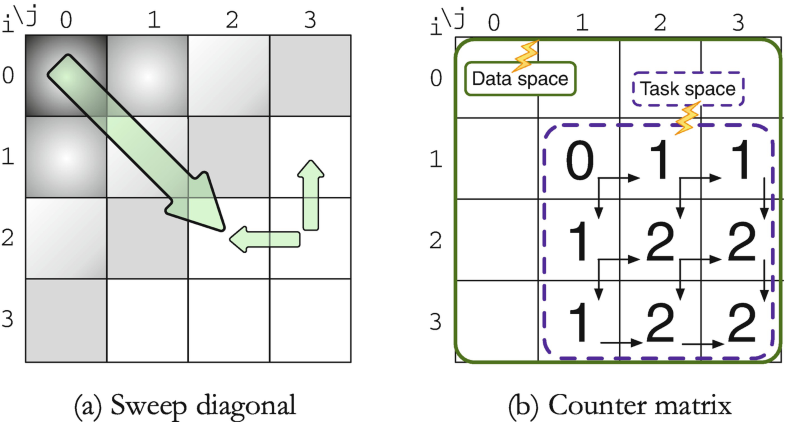 i\j 0 1 2 3
0
1
2
3
(a) Sweep diagonal
i\j 0 1 2 3
0 Data space Task space
1 0 1 1
2 1 2 2
3 1 2 2
(b) Counter matrix